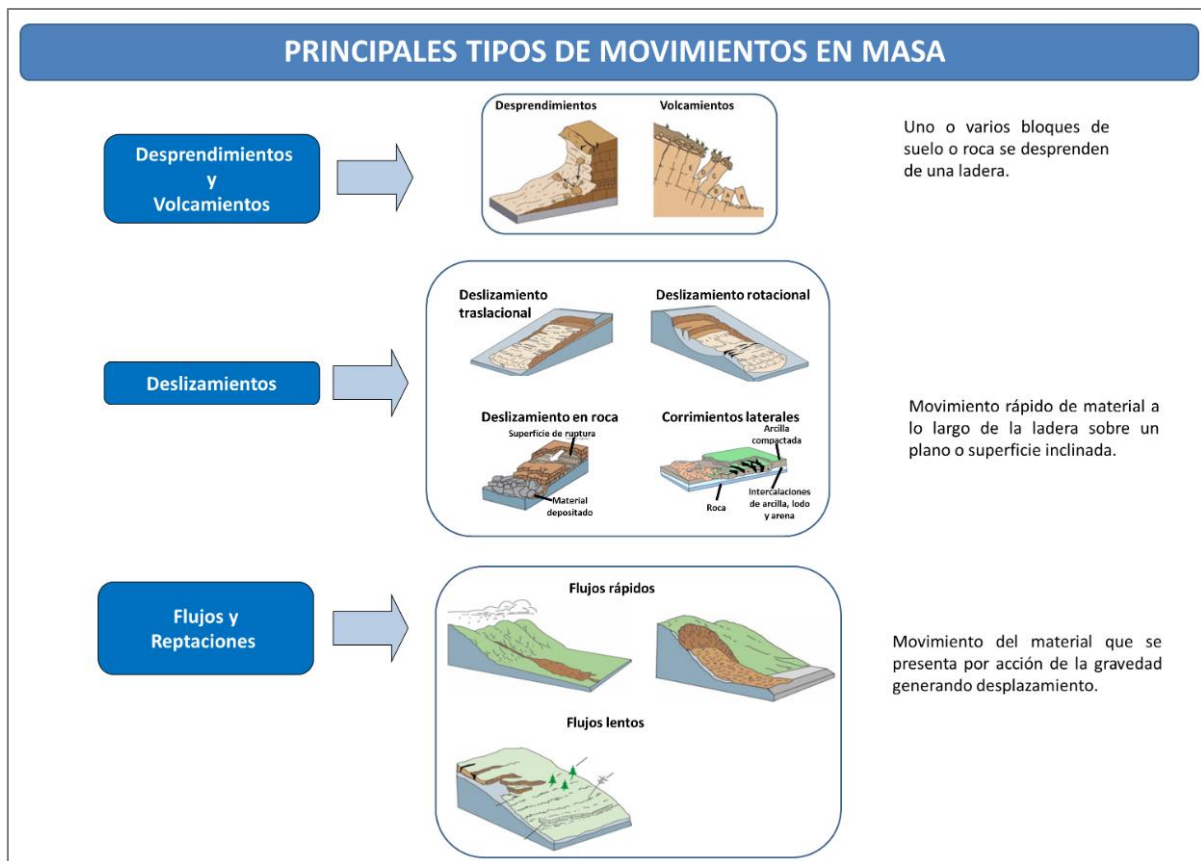 PRINCIPALES TIPOS DE MOVIMIENTOS EN MASA
Desprendimientos
y
Volcamientos
Desprendimientos
Volcamientos
Uno o varios bloques de
suelo o roca se desprenden
de una ladera.
Deslizamientos
Deslizamiento
traslacional
Deslizamiento rotacional
Deslizamiento en roca
Superficie de ruptura
Material
depositado
Corrimientos laterales
Arcilla
compactada
Roca
Intercalaciones
de arcilla, lodo
y arena
Movimiento rápido de material a
lo largo de la ladera sobre un
plano o superficie inclinada.
Flujos y
Reptaciones
Flujos rápidos
Flujos lentos
Movimiento del material que se
presenta por acción de la gravedad
generando desplazamiento.